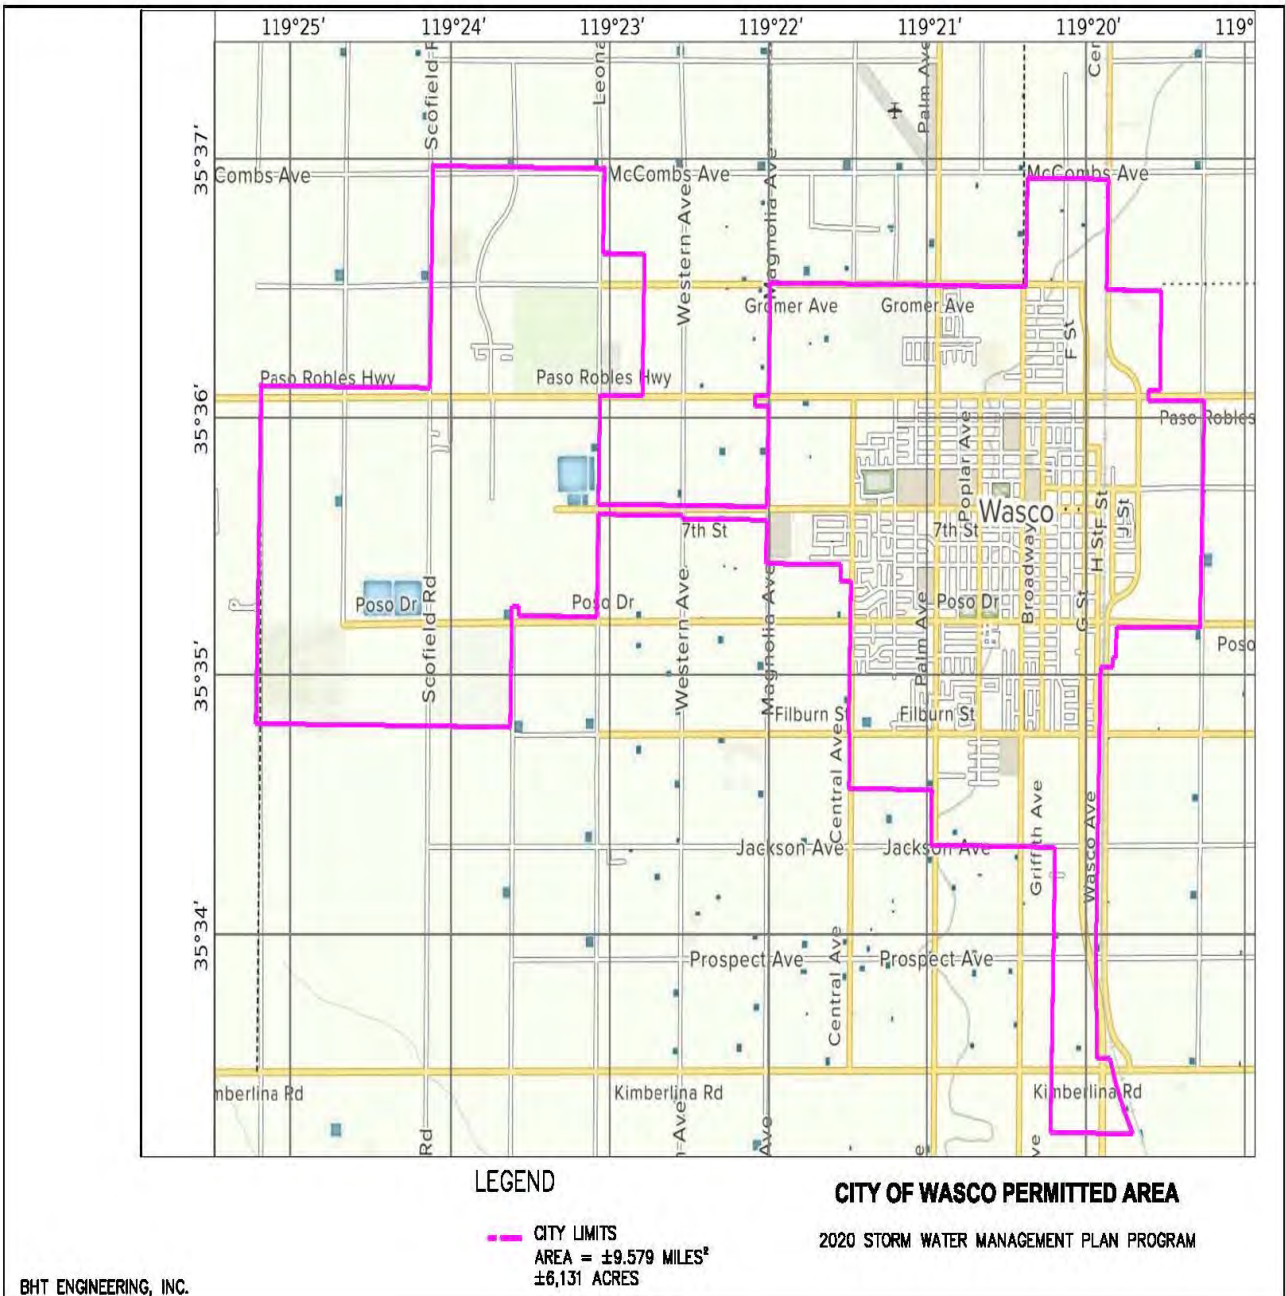 119°25'
119°24'
119°23'
119°22'
119°21'
119°20'
119°
Scofield R
Leona
Palm Ave
Cen
35°37'
Combs Ave
McCombs Ave
McCombs Ave
Western-Ave
Magnolia-Ave
Gromer Ave
Gromer Ave
F St
Paso Robles Hwy
Paso Robles Hwy
35°36'
Paso Robles
Poplar Ave
Wasco
7th St
7th St
H St
F St
J St
Broadway
G St
Poso Dr
Poso Dr
Poso Dr
Scofield Rd
Western-Ave
Magnolia Ave
Palm Ave
Poso
35°35'
Filburn St
Filburn St
Central Ave
Griffith Ave
Wasco Ave
Jackson Ave
Jackson Ave
35°34'
Prospect Ave
Prospect Ave
Central Ave
mberlina Rd
Kimberlina Rd
Kimberlina Rd
Rd
n-Ave
Ave
e
ve
LEGEND
CITY LIMITS
AREA = ±9.579 MILES²
±6,131 ACRES
CITY OF WASCO PERMITTED AREA
2020 STORM WATER MANAGEMENT PLAN PROGRAM
BHT ENGINEERING, INC.